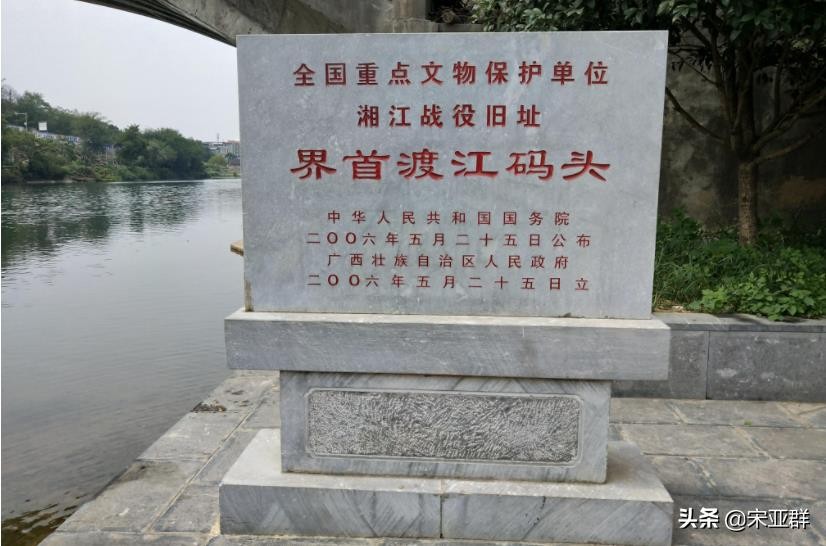 全国重点文物保护单位
湘江战役旧址
界首渡江码头
中华人民共和国国务院
二〇〇六年五月二十五日公布
广西壮族自治区人民政府
二〇〇六年五月二十五日立
头条 @宋亚群